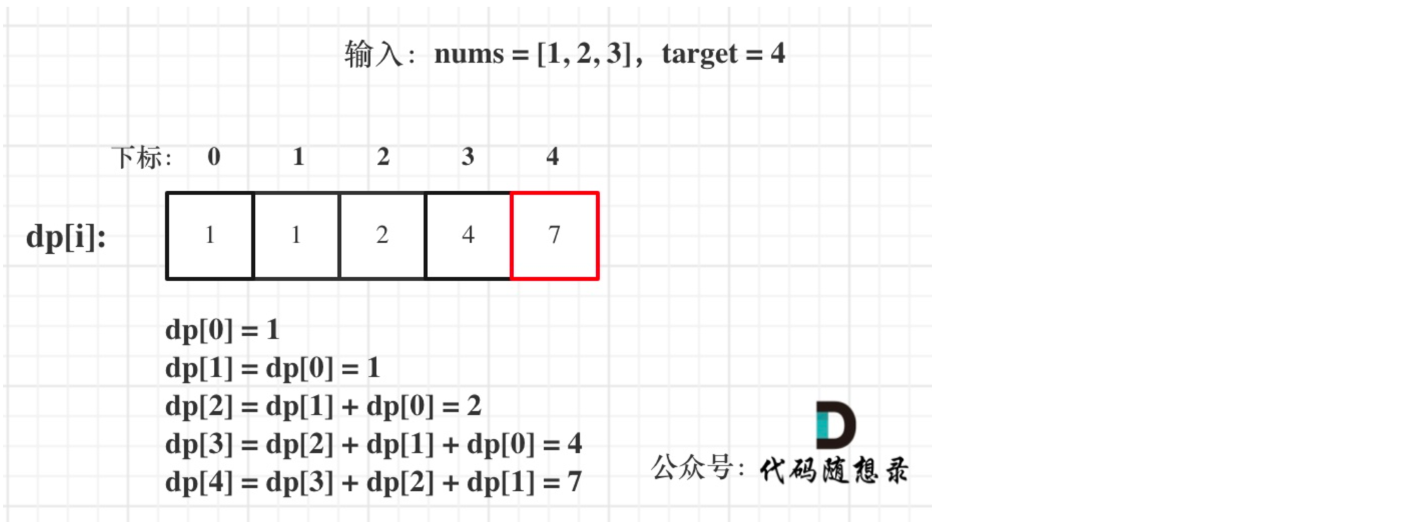 输入：nums = [1, 2, 3]，target = 4
下标： 0 1 2 3 4
dp[i]: 1 1 2 4 7
dp[0] = 1
dp[1] = dp[0] = 1
dp[2] = dp[1] + dp[0] = 2
dp[3] = dp[2] + dp[1] + dp[0] = 4
dp[4] = dp[3] + dp[2] + dp[1] = 7
公众号：代码随想录